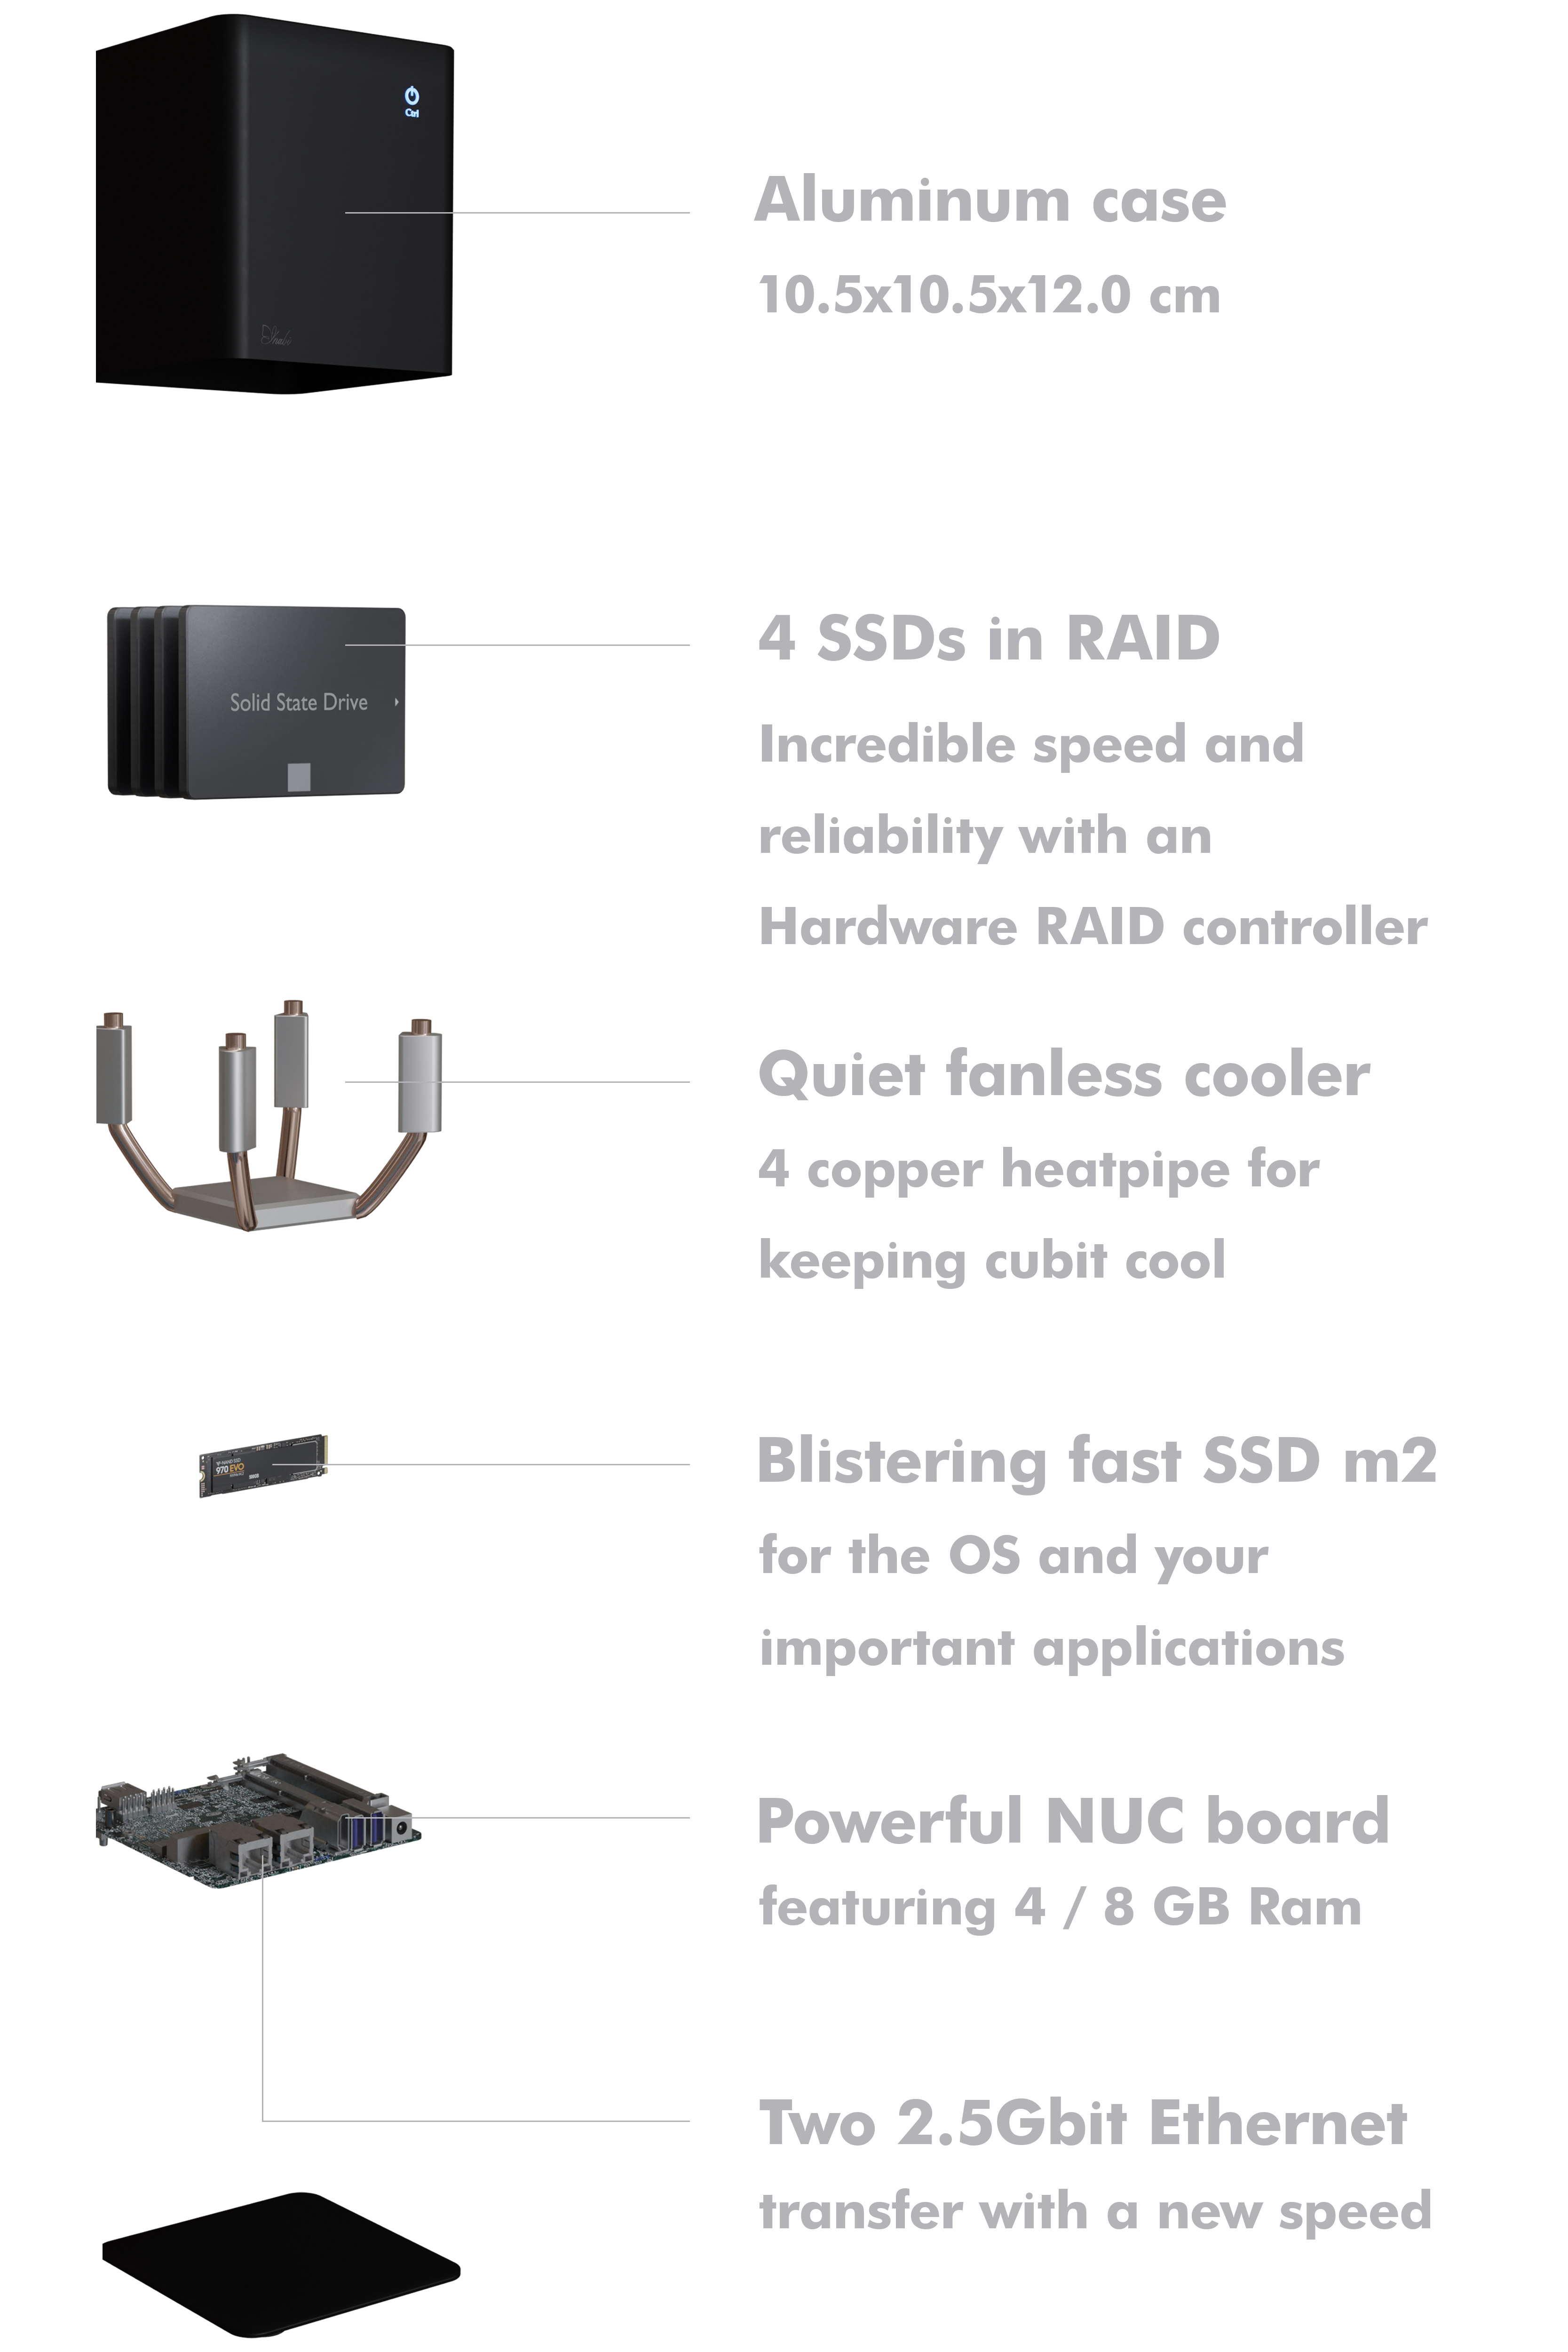 Ctrl
Aluminum case
10.5x10.5x12.0 cm
4 SSDs in RAID
Solid State Drive
Incredible speed and
reliability with an
Hardware RAID controller
Quiet fanless cooler
4 copper heatpipe for
keeping cubit cool
Blistering fast SSD m2
970 EVO
for the OS and your
important applications
Powerful NUC board
featuring 4 / 8 GB Ram
Two 2.5Gbit Ethernet
transfer with a new speed